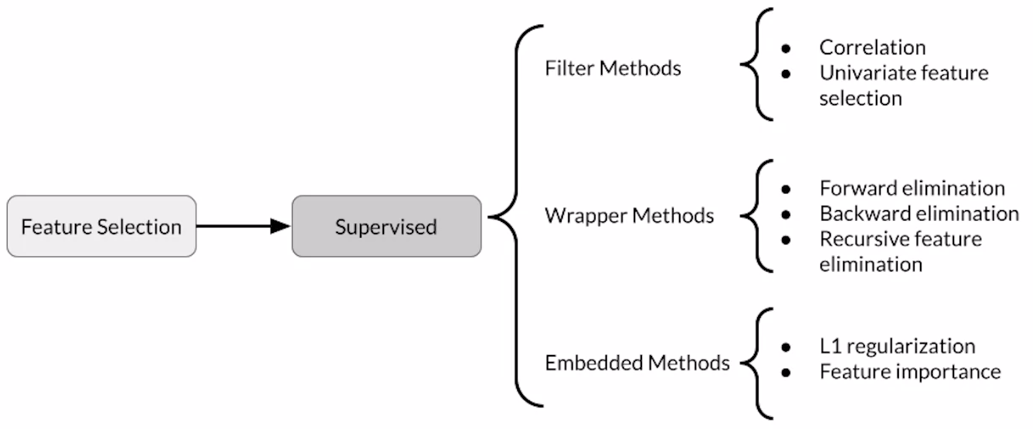 Feature Selection
Supervised
Filter Methods
● Correlation
● Univariate feature
selection
Wrapper Methods
● Forward elimination
● Backward elimination
● Recursive feature
elimination
Embedded Methods
● L1 regularization
● Feature importance